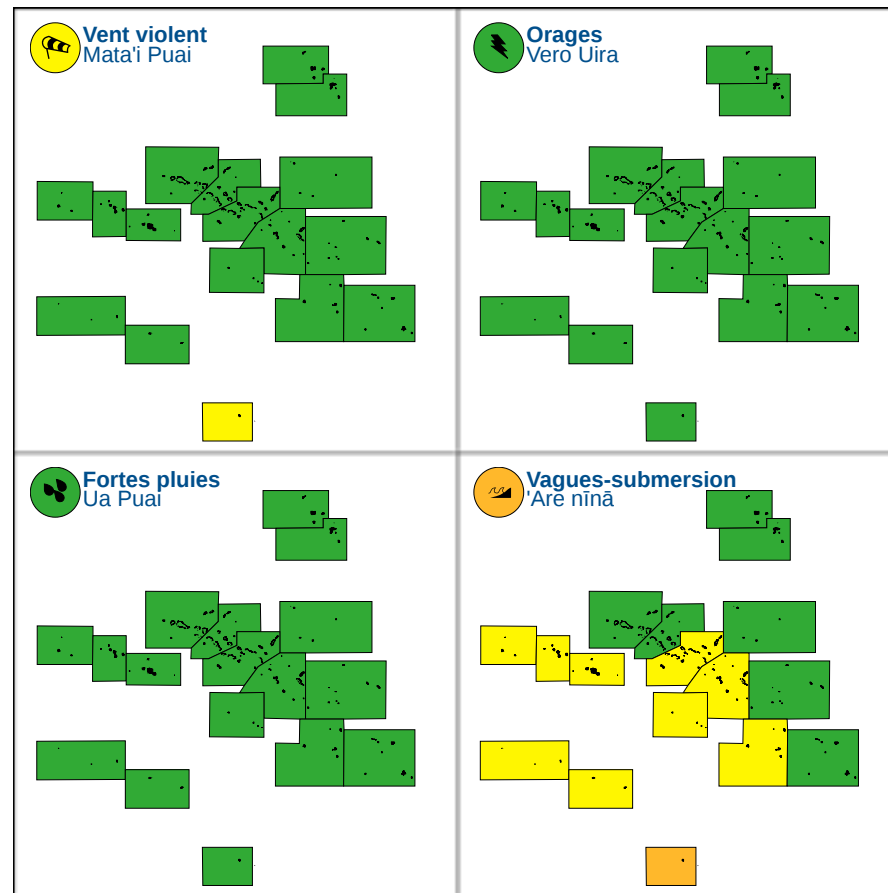 Vent violent
Mata'i Puai
Orages
Vero Uira
Fortes pluies
Ua Puai
Vagues-submersion
'Are nīnā